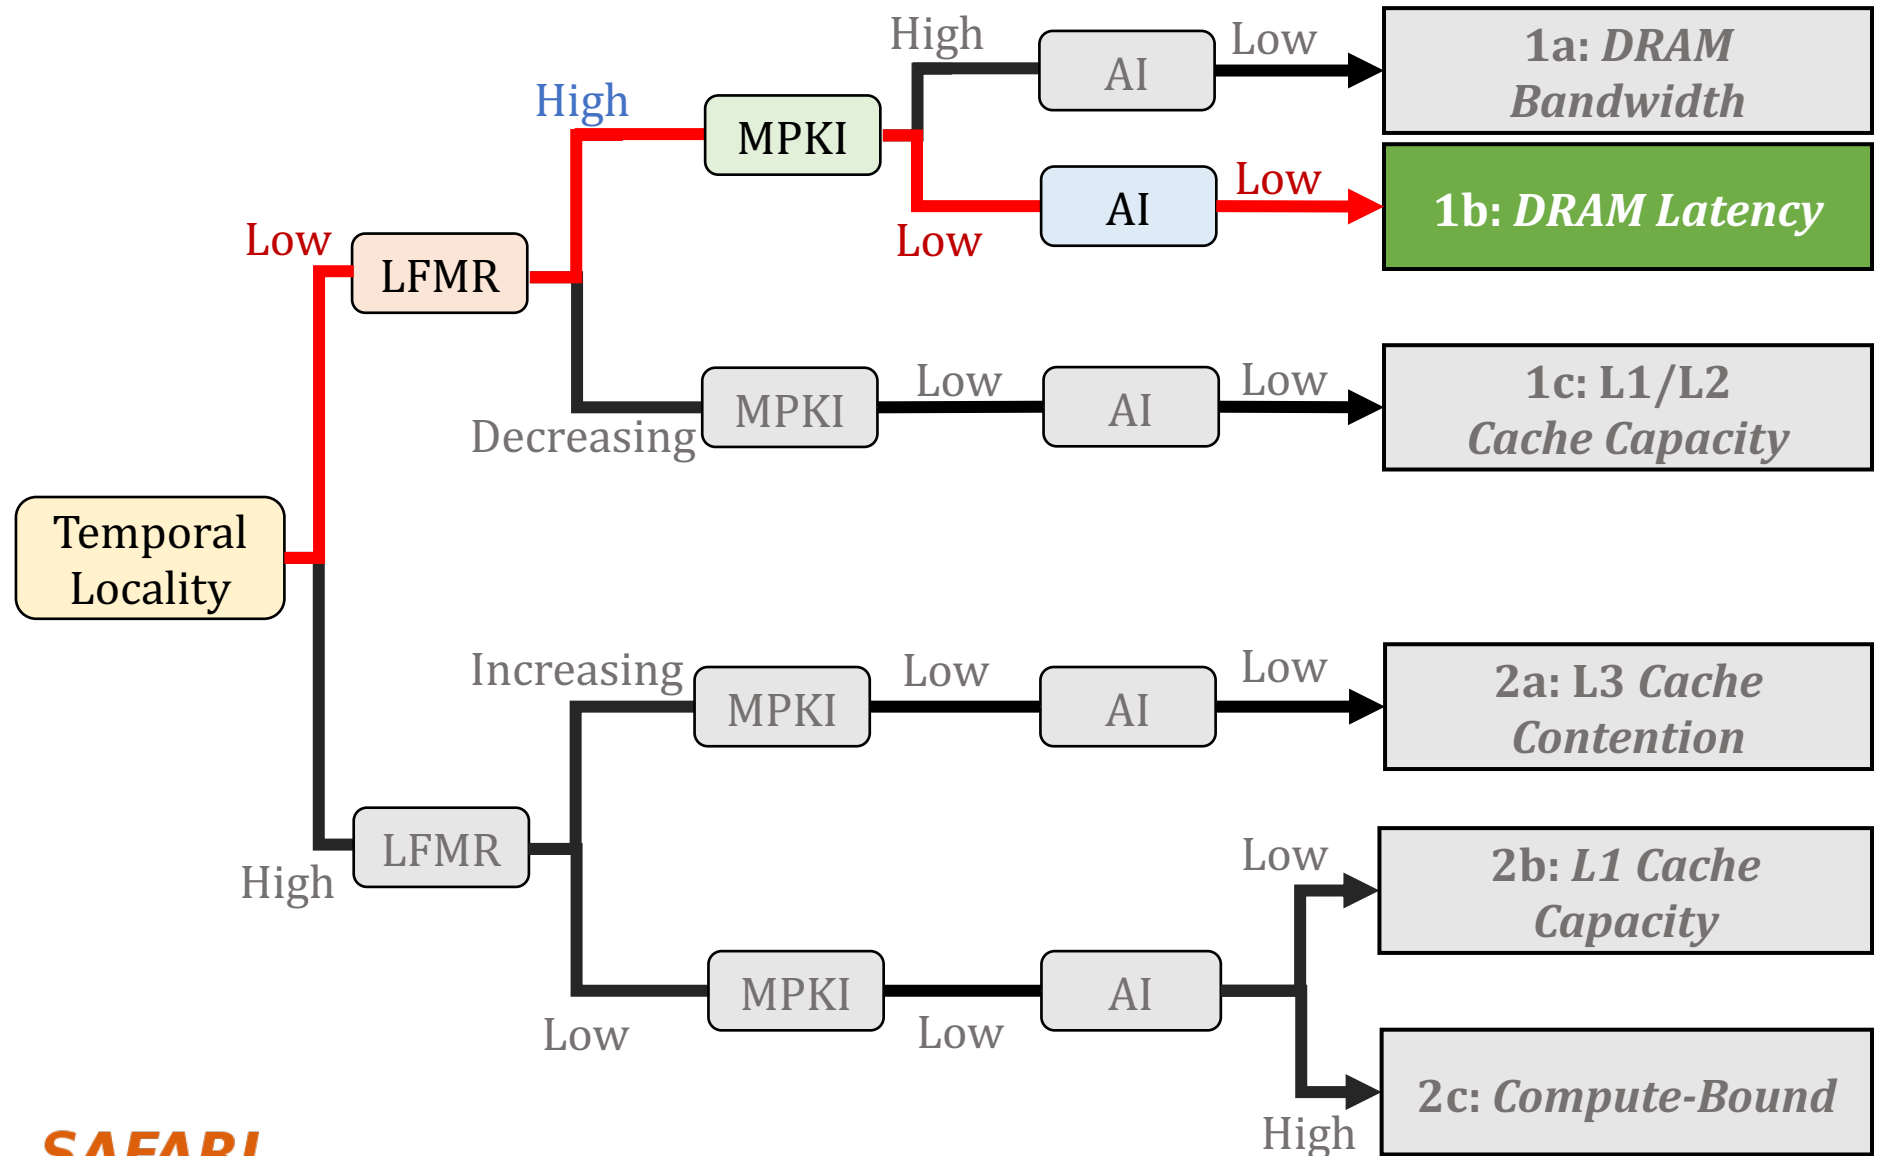 High
AI
Low
1a: DRAM
Bandwidth
High
MPKI
Low
AI
Low
1b: DRAM Latency
Low
LFMR
Decreasing
MPKI
Low
AI
Low
1c: L1/L2
Cache Capacity
Temporal
Locality
Increasing
MPKI
Low
AI
Low
2a: L3 Cache
Contention
High
LFMR
Low
MPKI
Low
AI
Low
2b: L1 Cache
Capacity
High
2c: Compute-Bound
SAFARI